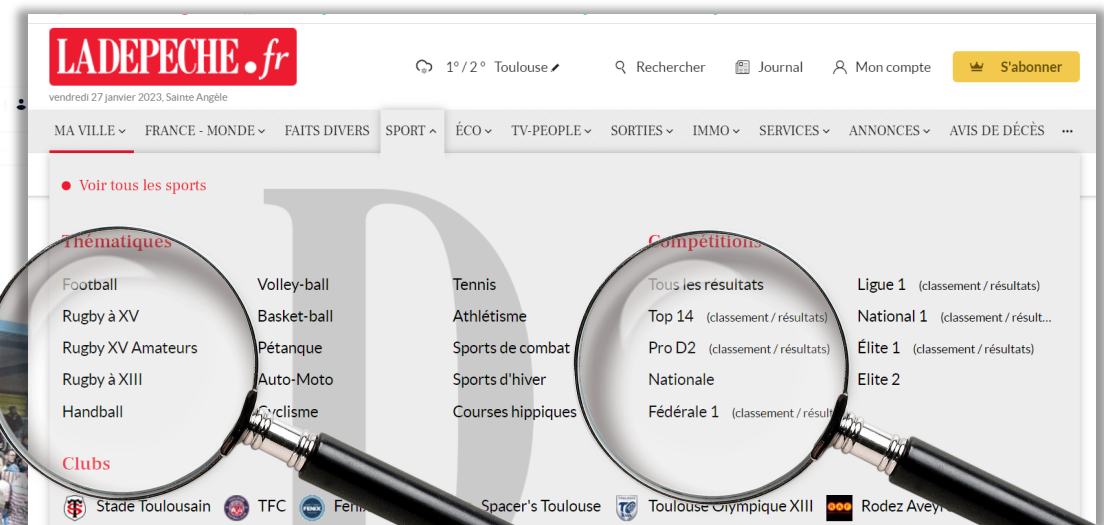 LADEPECHE.fr
1° / 2 ° Toulouse
Rechercher
Journal
Mon compte
S'abonner
vendredi 27 janvier 2023, Sainte Angèle
MA VILLE FRANCE - MONDE FAITS DIVERS SPORT ÉCO TV-PEOPLE SORTIES IMMO SERVICES ANNONCES AVIS DE DÉCÈS ...
Voir tous les sports
Thématiques
Football
Rugby à XV
Rugby XV Amateurs
Rugby à XIII
Handball
Volley-ball
Basket-ball
Pétanque
Auto-Moto
Cyclisme
Tennis
Athlétisme
Sports de combat
Sports d'hiver
Courses hippiques
Compétitions
Tous les résultats
Top 14 (classement / résultats)
Pro D2 (classement / résultats)
Nationale
Fédérale 1 (classement / résult
Ligue 1 (classement / résultats)
National 1 (classement / résult...
Élite 1 (classement / résultats)
Elite 2
Clubs
Stade Toulousain TFC Feni Spacer's Toulouse Toulouse Olympique XIII Rodez Avey